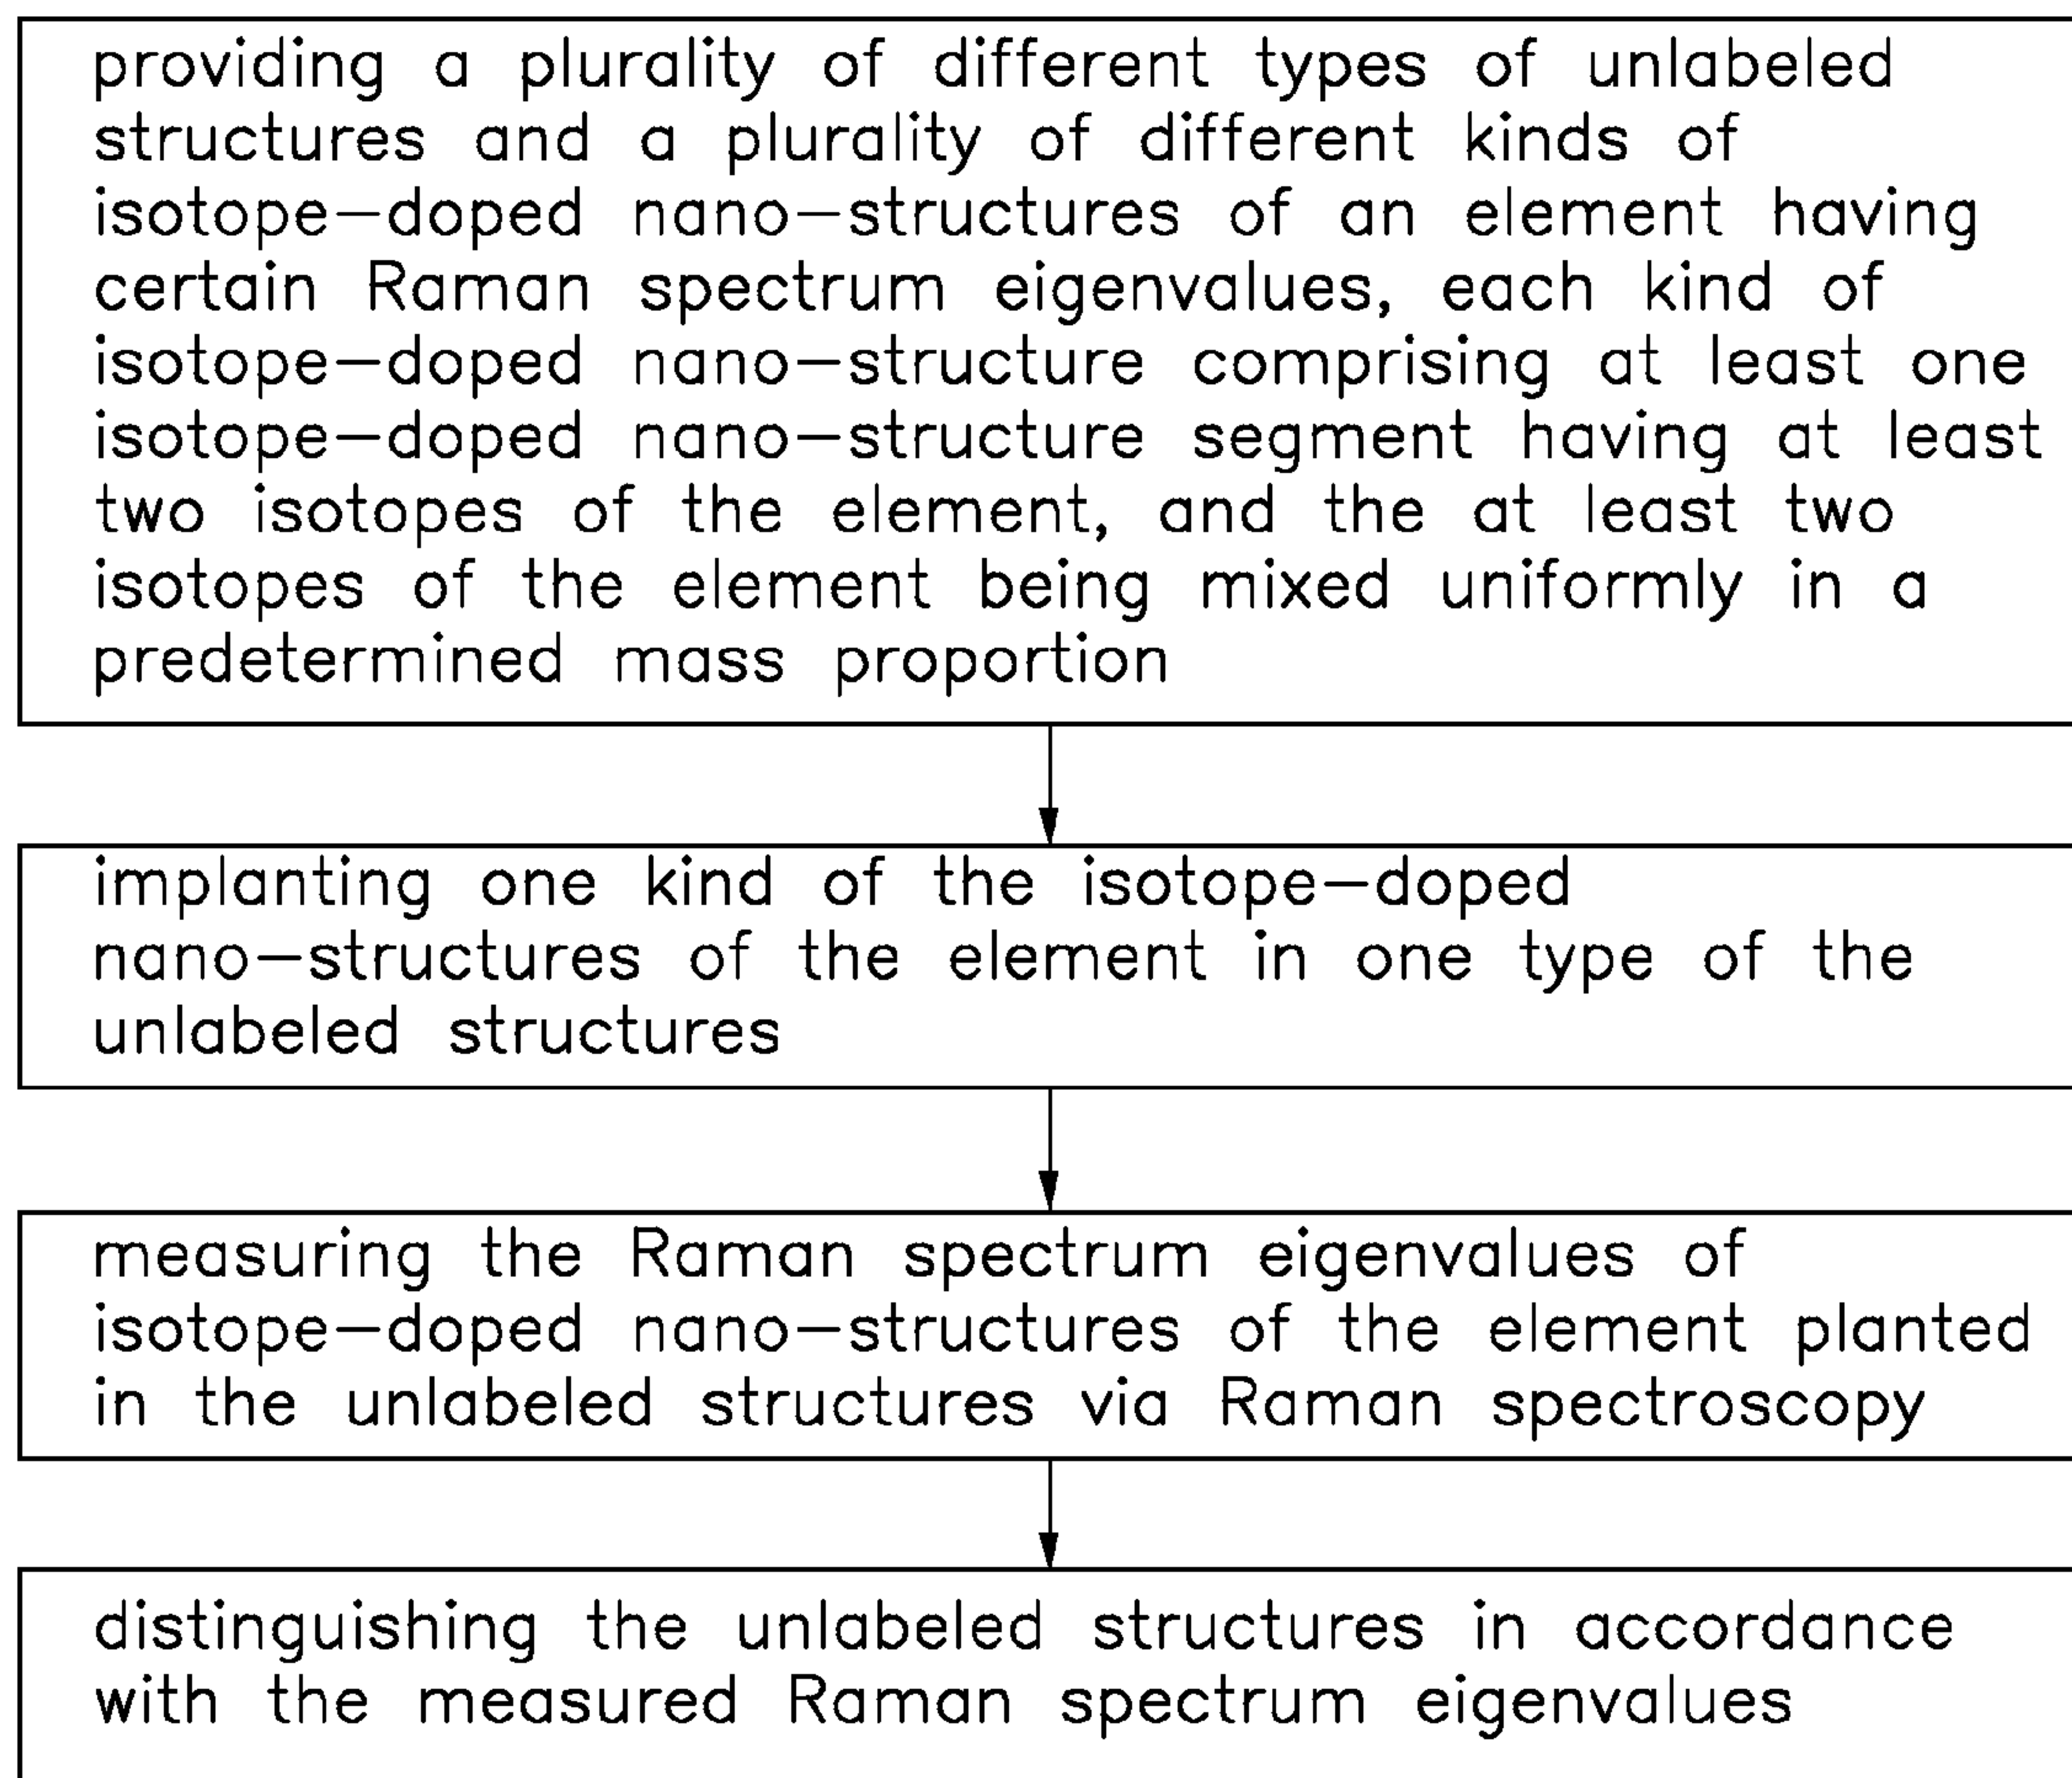 providing a plurality of different types of unlabeled
structures and a plurality of different kinds of
isotope—doped nano—structures of an element having
certain Raman spectrum eigenvalues, each kind of
isotope—doped nano—structure comprising at least one
isotope—doped nano—structure segment having at least
two isotopes of the element, and the at least two
isotopes of the element being mixed uniformly in a
predetermined mass proportion
implanting one kind of the isotope—doped
nano—structures of the element in one type of the
unlabeled structures
measuring the Raman spectrum eigenvalues of
isotope—doped nano—structures of the element planted
in the unlabeled structures via Raman spectroscopy
distinguishing the unlabeled structures in accordance
with the measured Raman spectrum eigenvalues